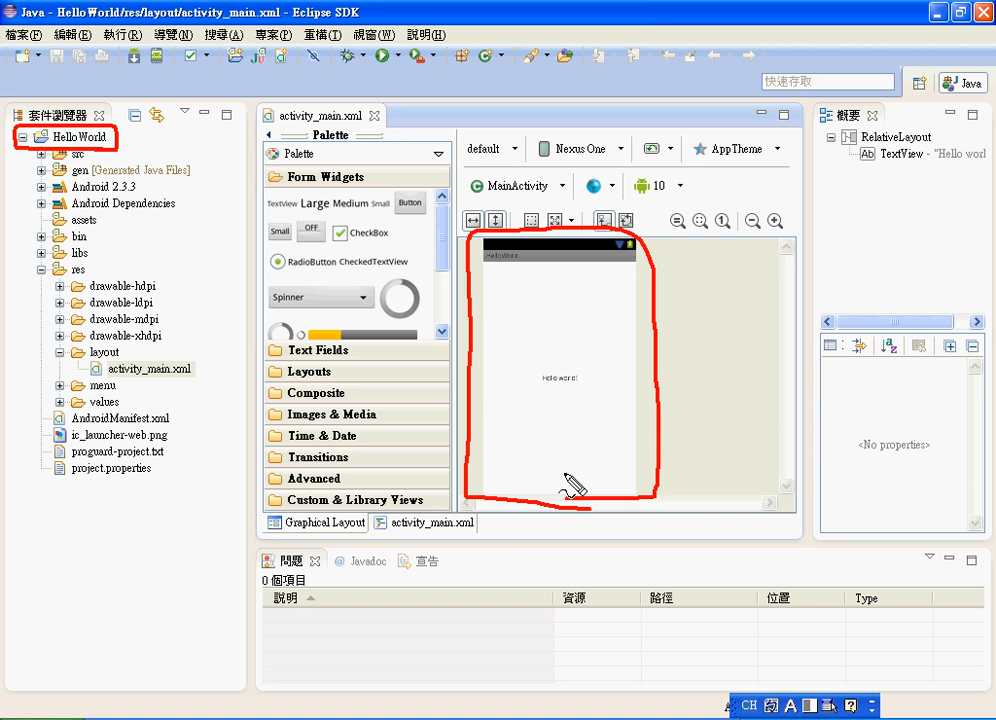 Java - HelloWorld/res/layout/activity_main.xml - Eclipse SDK
檔案(F) 編輯(E) 執行(R) 導覽(N) 搜尋(A) 專案(P) 重構(T) 視窗(W) 說明(H)
快速存取
Java
套件瀏覽器
HelloWorld
src
gen [Generated Java Files]
Android 2.3.3
Android Dependencies
assets
bin
libs
res
drawable-hdpi
drawable-ldpi
drawable-mdpi
drawable-xhdpi
layout
activity_main.xml
menu
values
AndroidManifest.xml
ic_launcher-web.png
proguard-project.txt
project.properties
activity_main.xml
Palette
Palette
Form Widgets
TextView Large Medium Small Button
Small OFF CheckBox
RadioButton CheckedTextView
Spinner
Text Fields
Layouts
Composite
Images & Media
Time & Date
Transitions
Advanced
Custom & Library Views
default Nexus One AppTheme
MainActivity 10
HelloWorld
Hello world!
Graphical Layout activity_main.xml
概要
RelativeLayout
Ab TextView - "Hello worl
<No properties>
問題 @ Javadoc 宣告
0 個項目
說明 資源 路徑 位置 Type
CH